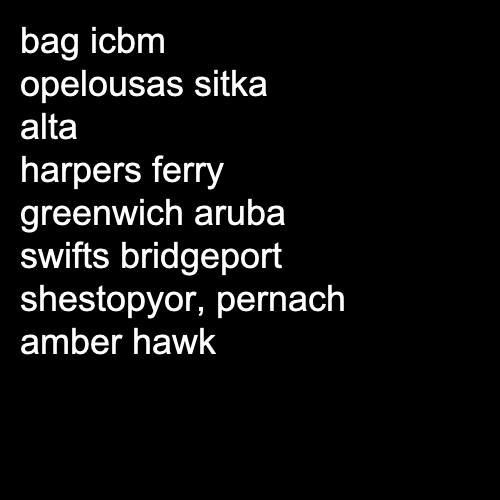 bag icbm
opelousas sitka
alta
harpers ferry
greenwich aruba
swifts bridgeport
shestopyor, pernach
amber hawk